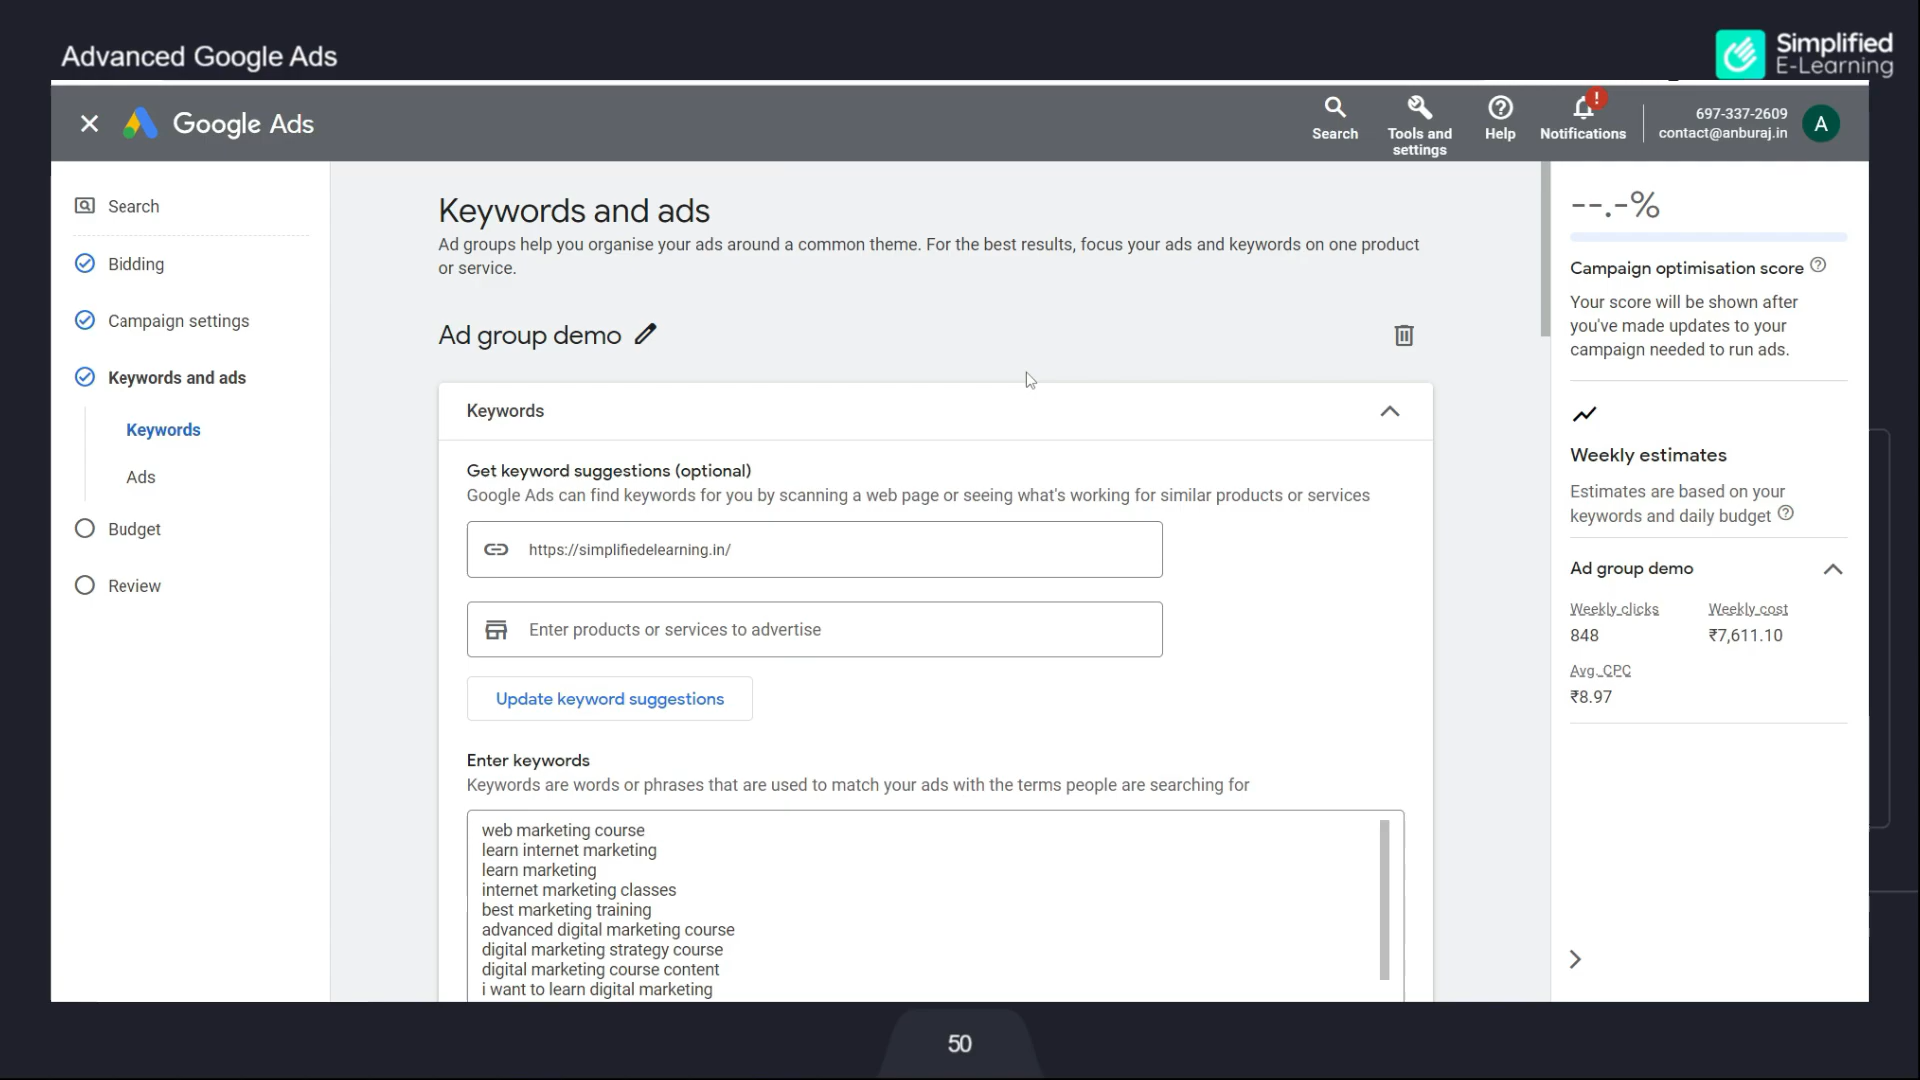 Advanced Google Ads
Simplified
E-Learning
Google Ads
Search
Tools and
settings
Help
!
Notifications
697-337-2609
contact@anburaj.in
A
Search
Bidding
Campaign settings
Keywords and ads
Keywords
Ads
Budget
Review
Keywords and ads
Ad groups help you organise your ads around a common theme. For the best results, focus your ads and keywords on one product
or service.
Ad group demo
Keywords
Get keyword suggestions (optional)
Google Ads can find keywords for you by scanning a web page or seeing what's working for similar products or services
https://simplifiedelearning.in/
Enter products or services to advertise
Update keyword suggestions
Enter keywords
Keywords are words or phrases that are used to match your ads with the terms people are searching for
web marketing course
learn internet marketing
learn marketing
internet marketing classes
best marketing training
advanced digital marketing course
digital marketing strategy course
digital marketing course content
i want to learn digital marketing
--.-%
Campaign optimisation score
Your score will be shown after
you've made updates to your
campaign needed to run ads.
Weekly estimates
Estimates are based on your
keywords and daily budget
Ad group demo
Weekly clicks
Weekly cost
848
₹7,611.10
Avg. CPC
₹8.97
50